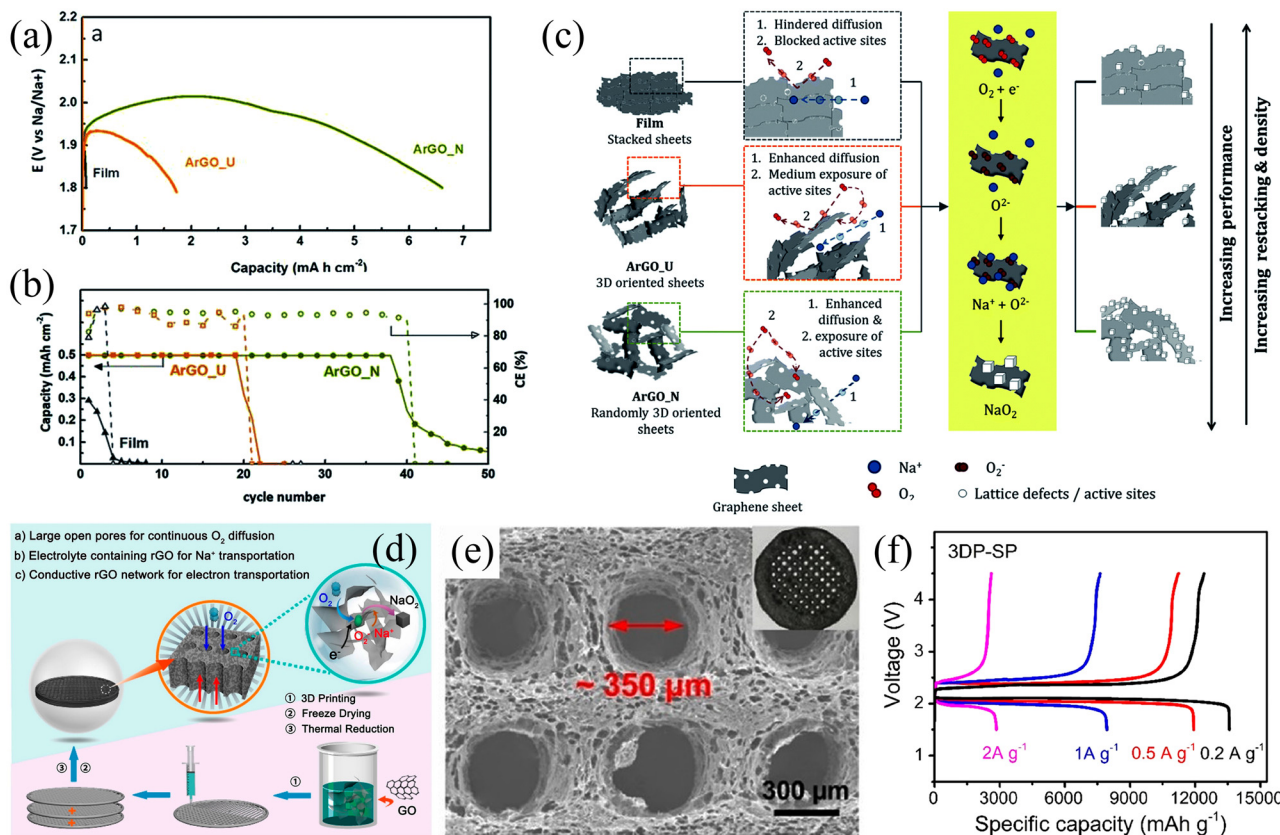 (a)
a
2.2
2.1
2.0
1.9
1.8
1.7
E (V vs Na/Na+)
ArGO_U
ArGO_N
Film
0 1 2 3 4 5 6 7
Capacity (mA h cm⁻²)
(b)
Capacity (mAh cm⁻²)
0.5
0.4
0.3
0.2
0.1
100
80
60
40
20
CE (%)
ArGO_U
ArGO_N
Film
0 10 20 30 40 50
cycle number
(c)
Film
Stacked sheets
1. Hindered diffusion
2. Blocked active sites
2
1
ArGO_U
3D oriented sheets
1. Enhanced diffusion
2. Medium exposure of
active sites
2
1
ArGO_N
Randomly 3D oriented
sheets
1. Enhanced
diffusion &
2. exposure of
active sites
2
1
O₂ + e⁻
O²⁻
Na⁺ + O²⁻
NaO₂
Increasing performance
Increasing restacking & density
Graphene sheet
Na⁺
O₂⁻
O₂
Lattice defects / active sites
(d)
a) Large open pores for continuous O₂ diffusion
b) Electrolyte containing rGO for Na⁺ transportation
c) Conductive rGO network for electron transportation
O₂
O₂
NaO₂
O₂⁻
Na⁺
e⁻
① 3D Printing
② Freeze Drying
③ Thermal Reduction
③ ②
①
GO
(e)
~ 350 μm
300 μm
(f)
3DP-SP
Voltage (V)
4
3
2
1
2A g⁻¹
1A g⁻¹
0.5 A g⁻¹
0.2 A g⁻¹
0 3000 6000 9000 12000 15000
Specific capacity (mAh g⁻¹)